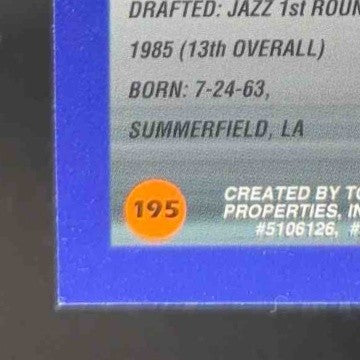 DRAFTED: JAZZ 1st ROUN
1985 (13th OVERALL)
BORN: 7-24-63,
SUMMERFIELD, LA
195
CREATED BY TO
PROPERTIES, IN
#5106126, #